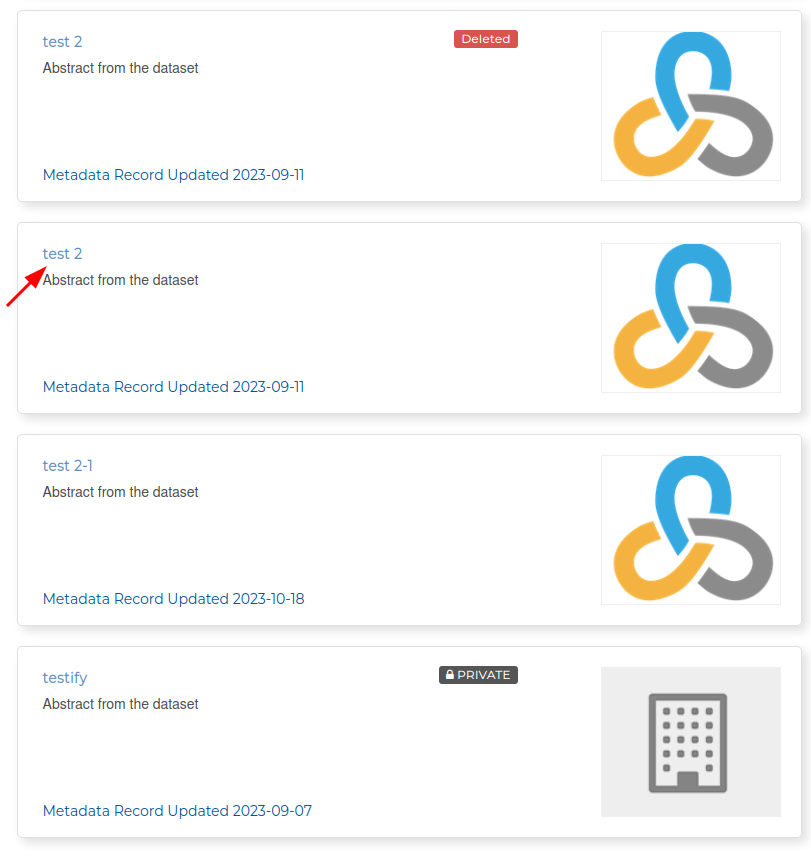 test 2
Deleted
Abstract from the dataset
Metadata Record Updated 2023-09-11
test 2
Abstract from the dataset
Metadata Record Updated 2023-09-11
test 2-1
Abstract from the dataset
Metadata Record Updated 2023-10-18
testify
PRIVATE
Abstract from the dataset
Metadata Record Updated 2023-09-07